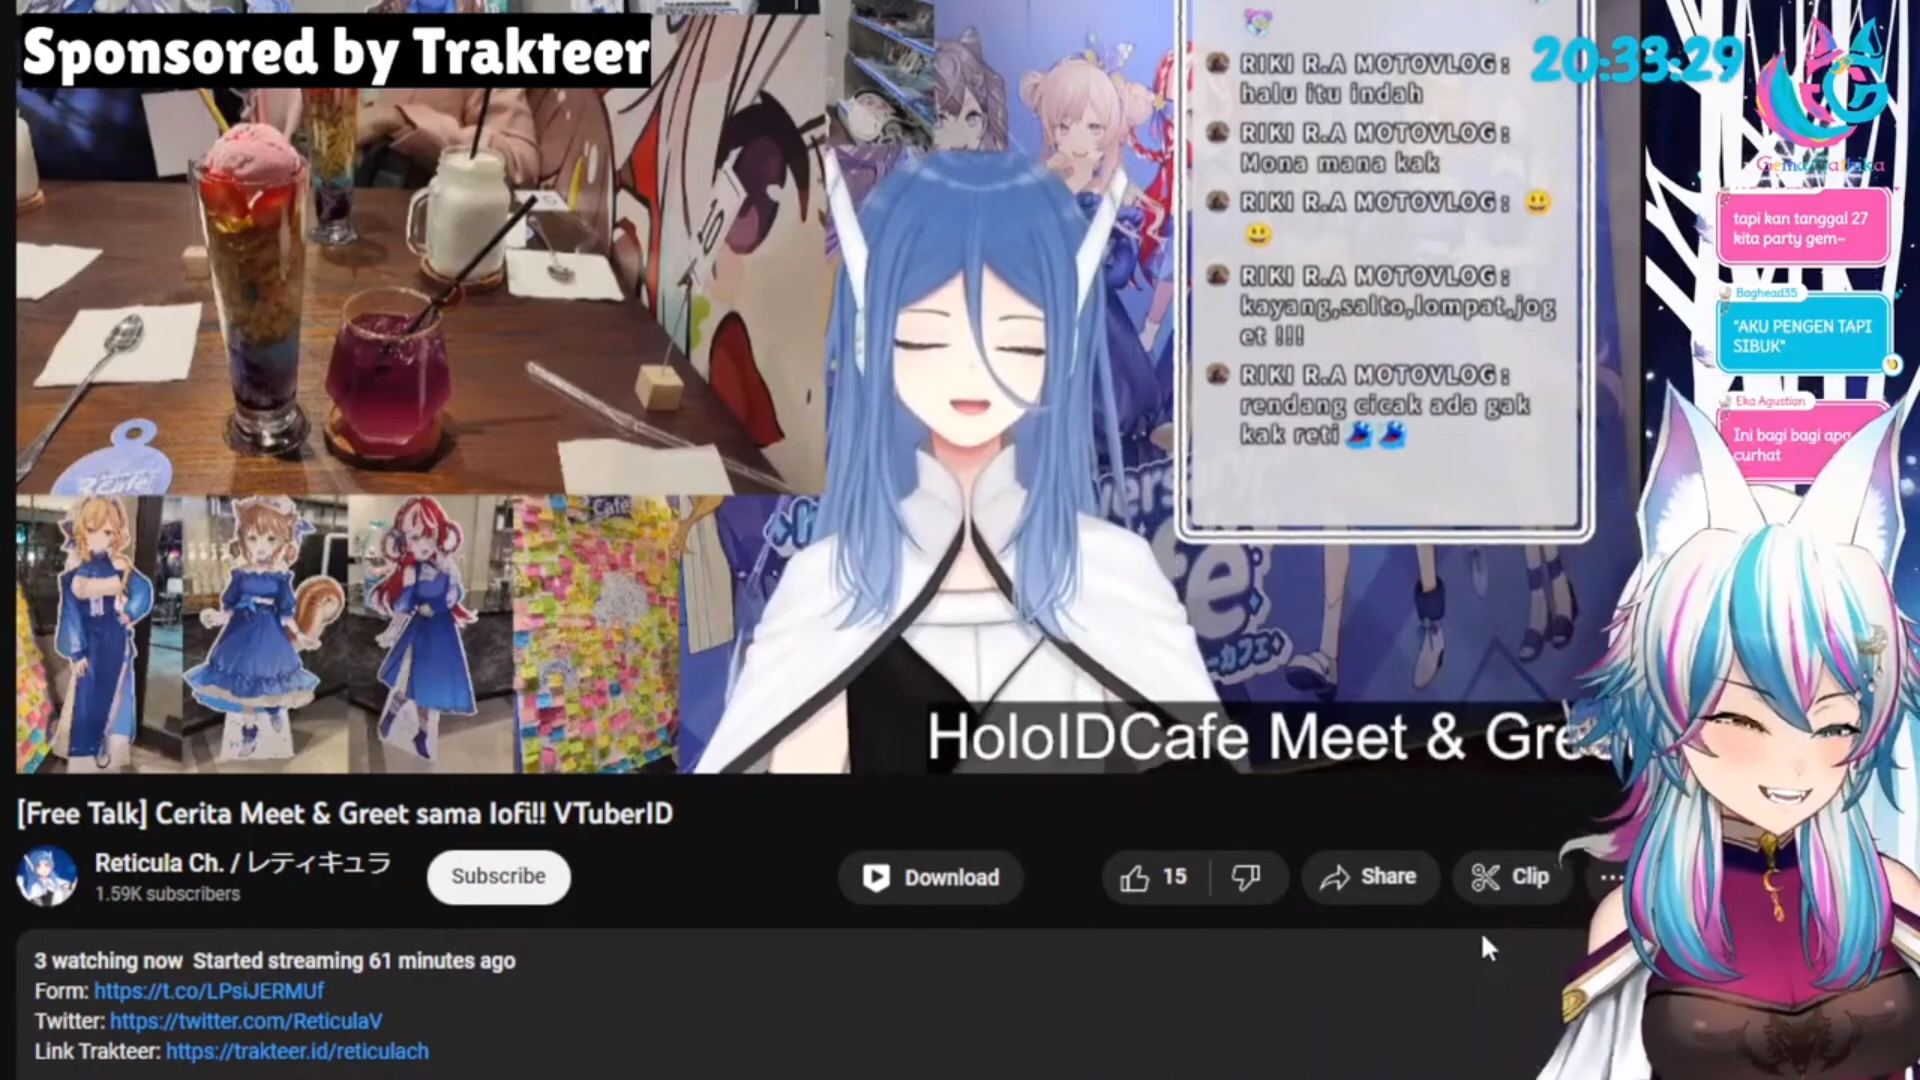 Sponsored by Trakteer
RIKI R.A MOTOVLOG:
halu itu indah
RIKI R.A MOTOVLOG:
Mona mana kak
RIKI R.A MOTOVLOG: 😃
😃
RIKI R.A MOTOVLOG:
kayang,salto,lompat,jog
et !!!
RIKI R.A MOTOVLOG:
rendang cicak ada gak
kak reti
20:33:29
tapi kan tanggal 27
kita party gem~
Baghead35
"AKU PENGEN TAPI
SIBUK"
Eka Agustian
Ini bagi bagi apa
curhat
Cafe
HoloIDCafe Meet & Gre
[Free Talk] Cerita Meet & Greet sama Iofi!! VTuberID
Reticula Ch. / レティキュラ
1.59K subscribers
Subscribe
Download
15
Share
Clip
...
3 watching now Started streaming 61 minutes ago
Form: https://t.co/LPsiJERMUf
Twitter: https://twitter.com/ReticulaV
Link Trakteer: https://trakteer.id/reticulach